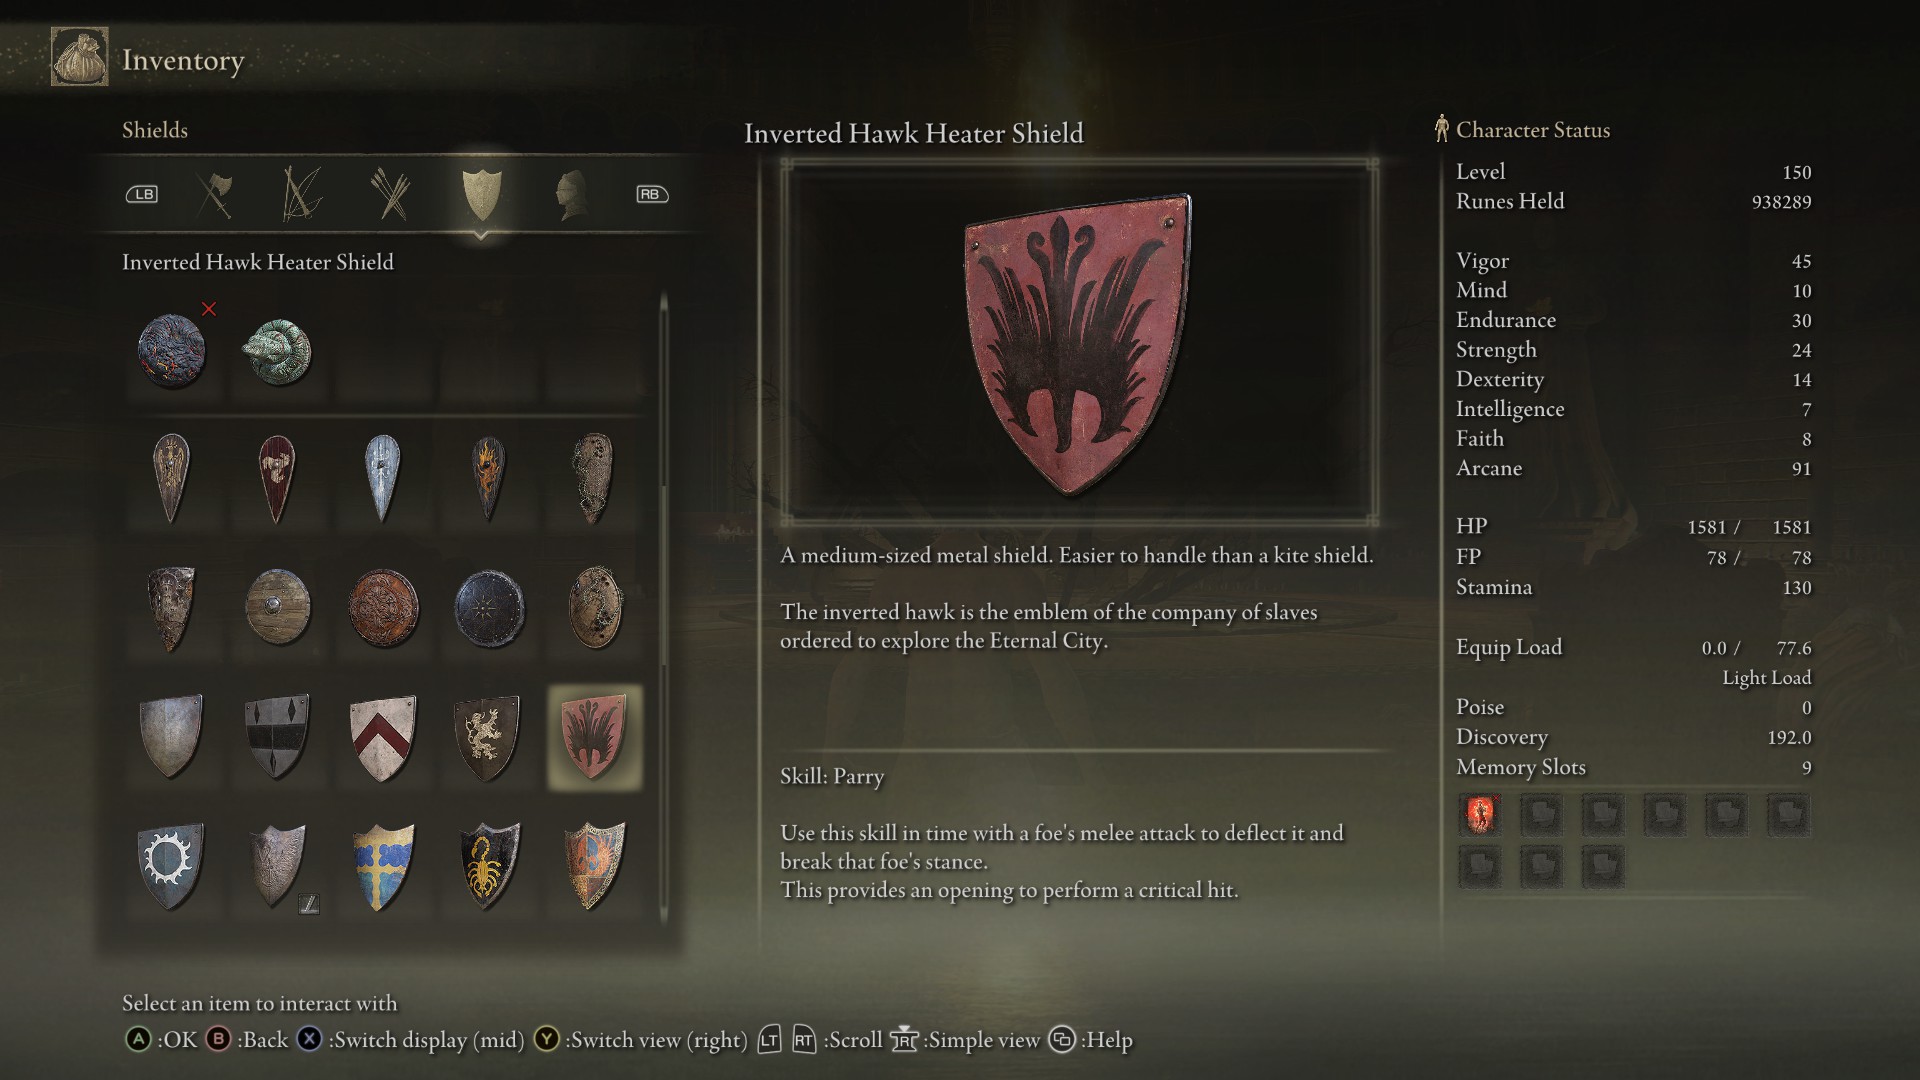 Inventory
Shields
LB
RB
Inverted Hawk Heater Shield
Inverted Hawk Heater Shield
A medium-sized metal shield. Easier to handle than a kite shield.
The inverted hawk is the emblem of the company of slaves
ordered to explore the Eternal City.
Skill: Parry
Use this skill in time with a foe's melee attack to deflect it and
break that foe's stance.
This provides an opening to perform a critical hit.
Character Status
Level 150
Runes Held 938289
Vigor 45
Mind 10
Endurance 30
Strength 24
Dexterity 14
Intelligence 7
Faith 8
Arcane 91
HP 1581 / 1581
FP 78 / 78
Stamina 130
Equip Load 0.0 / 77.6
Light Load
Poise 0
Discovery 192.0
Memory Slots 9
Select an item to interact with
A :OK B :Back X :Switch display (mid) Y :Switch view (right) LT RT :Scroll R :Simple view :Help